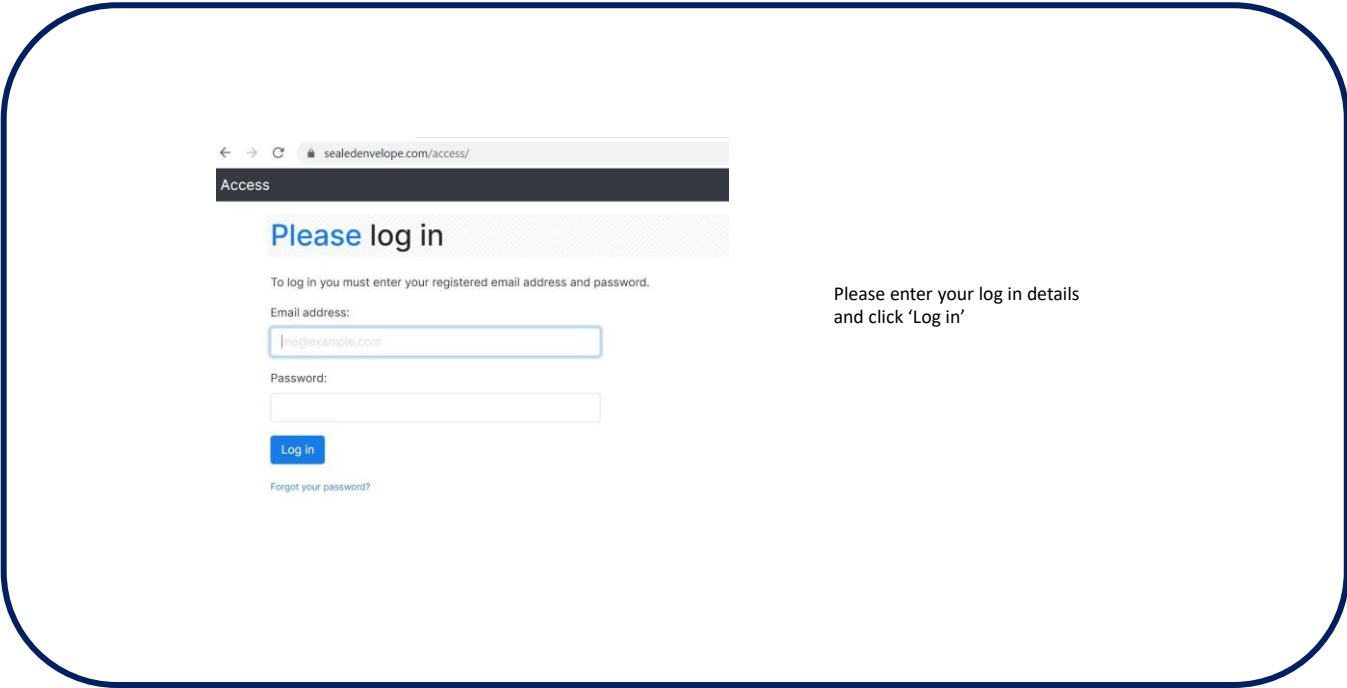 sealedenvelope.com/access/
Access
Please log in
To log in you must enter your registered email address and password.
Email address:
me@example.com
Password:
Log in
Forgot your password?
Please enter your log in details
and click ‘Log in’